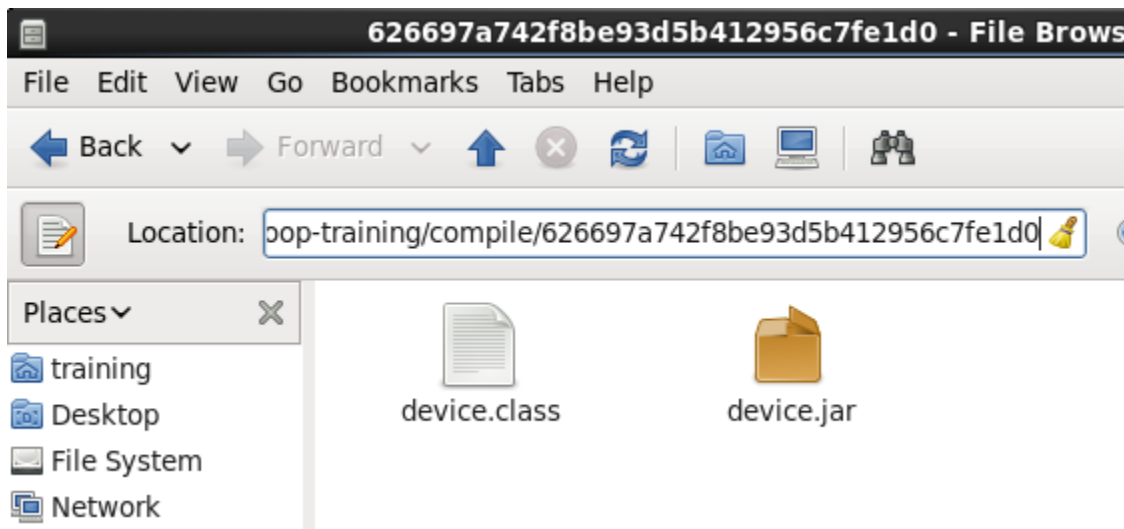 626697a742f8be93d5b412956c7fe1d0 - File Brows
File Edit View Go Bookmarks Tabs Help
Back Forward
Location: oop-training/compile/626697a742f8be93d5b412956c7fe1d0
Places
training
Desktop
File System
Network
device.class
device.jar